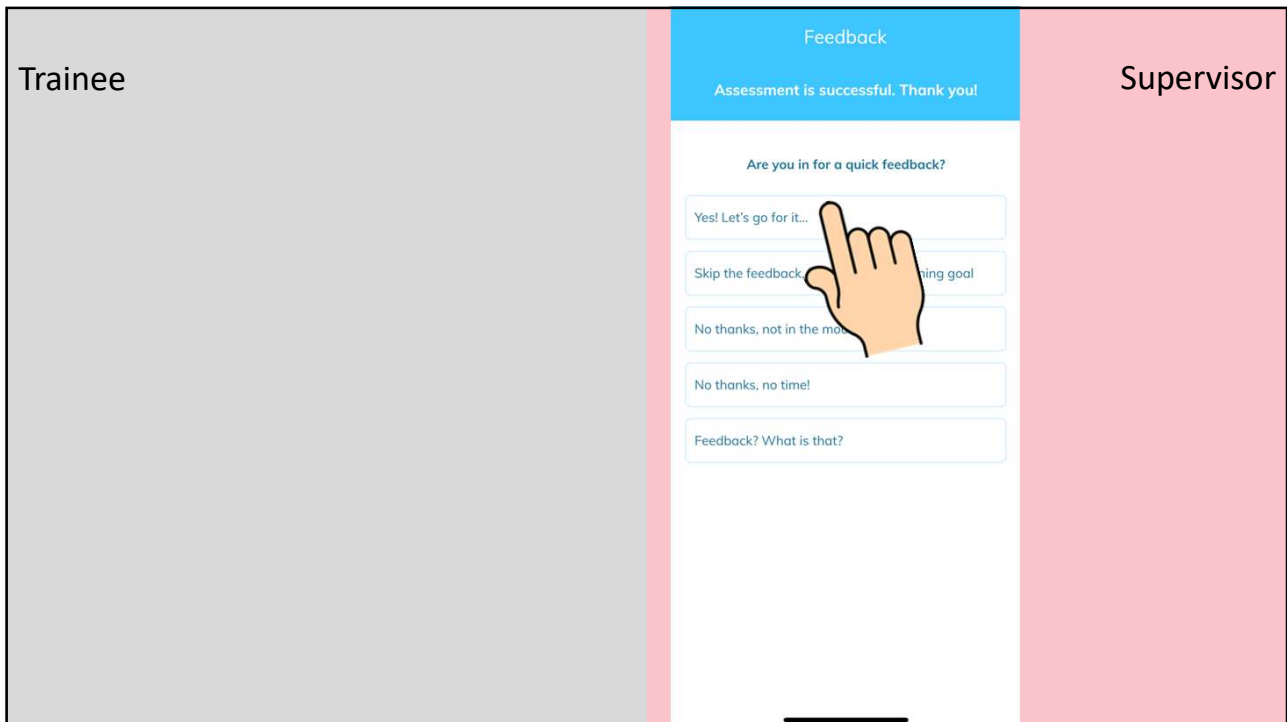 Feedback
Trainee
Supervisor
Assessment is successful. Thank you!
Are you in for a quick feedback?
Yes! Let's go for it...
Skip the feedback, ning goal
No thanks, not in the
No thanks, no time!
Feedback? What is that?